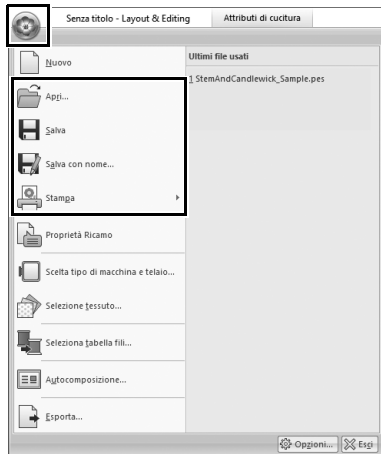 Senza titolo - Layout & Editing
Attributi di cucitura
Nuovo
Ultimi file usati
1 StemAndCandlewick_Sample.pes
Apri...
Salva
Salva con nome...
Stampa
Proprietà Ricamo
Scelta tipo di macchina e telaio...
Selezione tessuto...
Seleziona tabella fili...
Autocomposizione...
Esporta...
Opzioni...
Esci